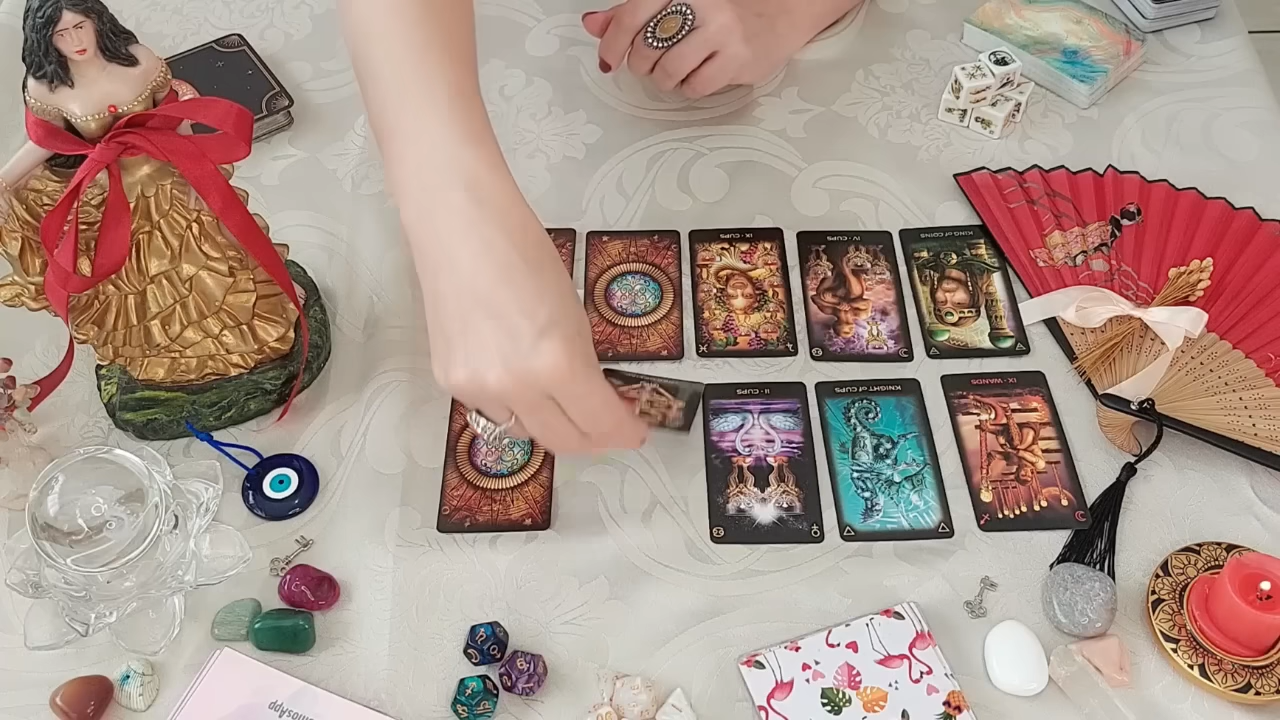 IX · CUPS
IV · CUPS
KING of COINS
II · CUPS
KNIGHT of CUPS
IX · WANDS